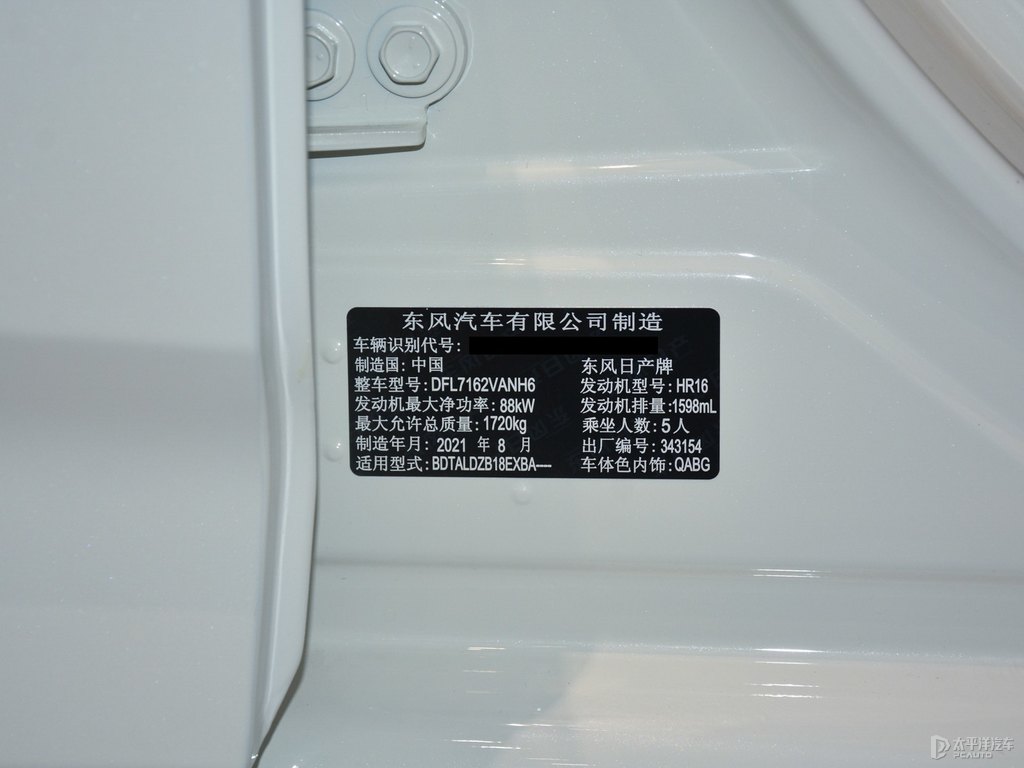 东风汽车有限公司制造
车辆识别代号:
制造国:中国 东风日产牌
整车型号:DFL7162VANH6 发动机型号:HR16
发动机最大净功率:88kW 发动机排量:1598mL
最大允许总质量:1720kg 乘坐人数:5人
制造年月:2021 年 8 月 出厂编号:343154
适用型式:BDTALDZB18EXBA----- 车体色内饰:QABG
太平洋汽车
PCAUTO